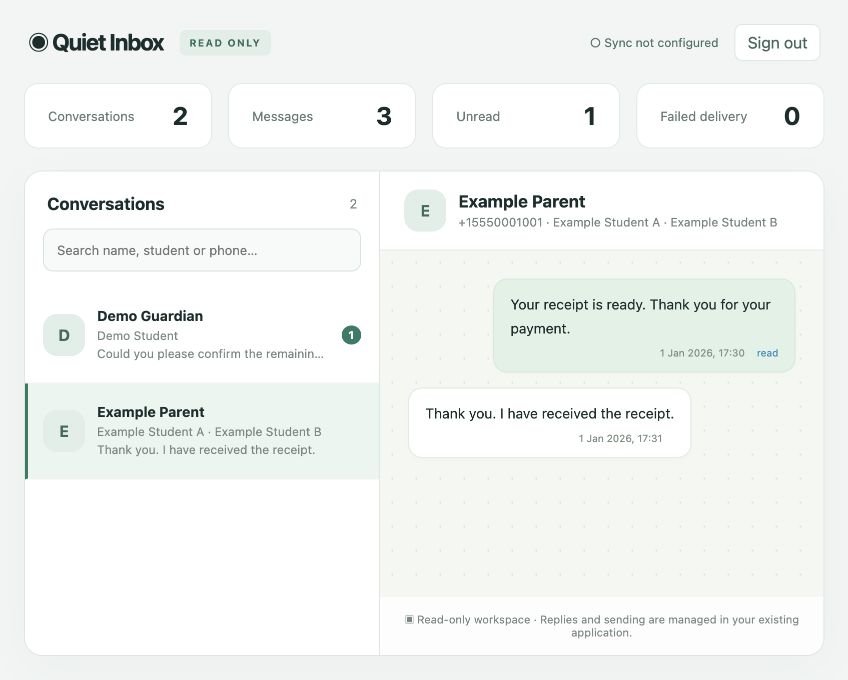 Quiet Inbox
READ ONLY
Sync not configured
Sign out
Conversations 2
Messages 3
Unread 1
Failed delivery 0
Conversations 2
Search name, student or phone...
D
Demo Guardian
Demo Student
Could you please confirm the remainin...
1
E
Example Parent
Example Student A · Example Student B
Thank you. I have received the receipt.
E
Example Parent
+15550001001 · Example Student A · Example Student B
Your receipt is ready. Thank you for your
payment.
1 Jan 2026, 17:30 read
Thank you. I have received the receipt.
1 Jan 2026, 17:31
Read-only workspace · Replies and sending are managed in your existing
application.